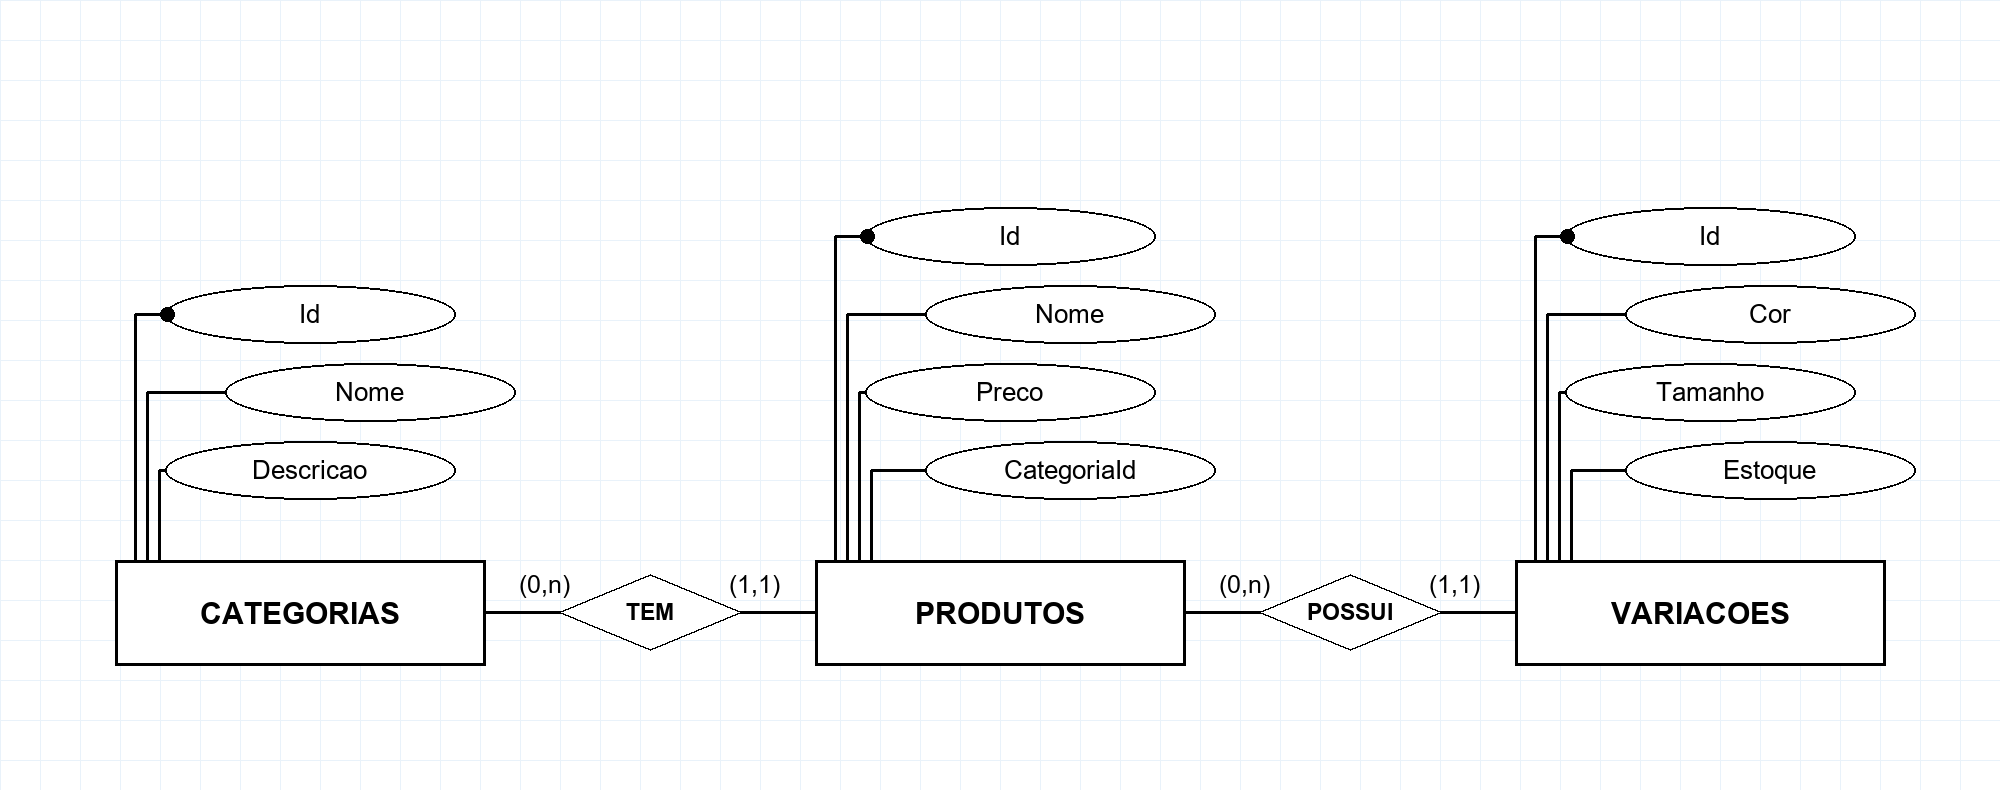 Id
Nome
Descricao
CATEGORIAS
(0,n)
TEM
(1,1)
Id
Nome
Preco
CategoriaId
PRODUTOS
(0,n)
POSSUI
(1,1)
Id
Cor
Tamanho
Estoque
VARIACOES